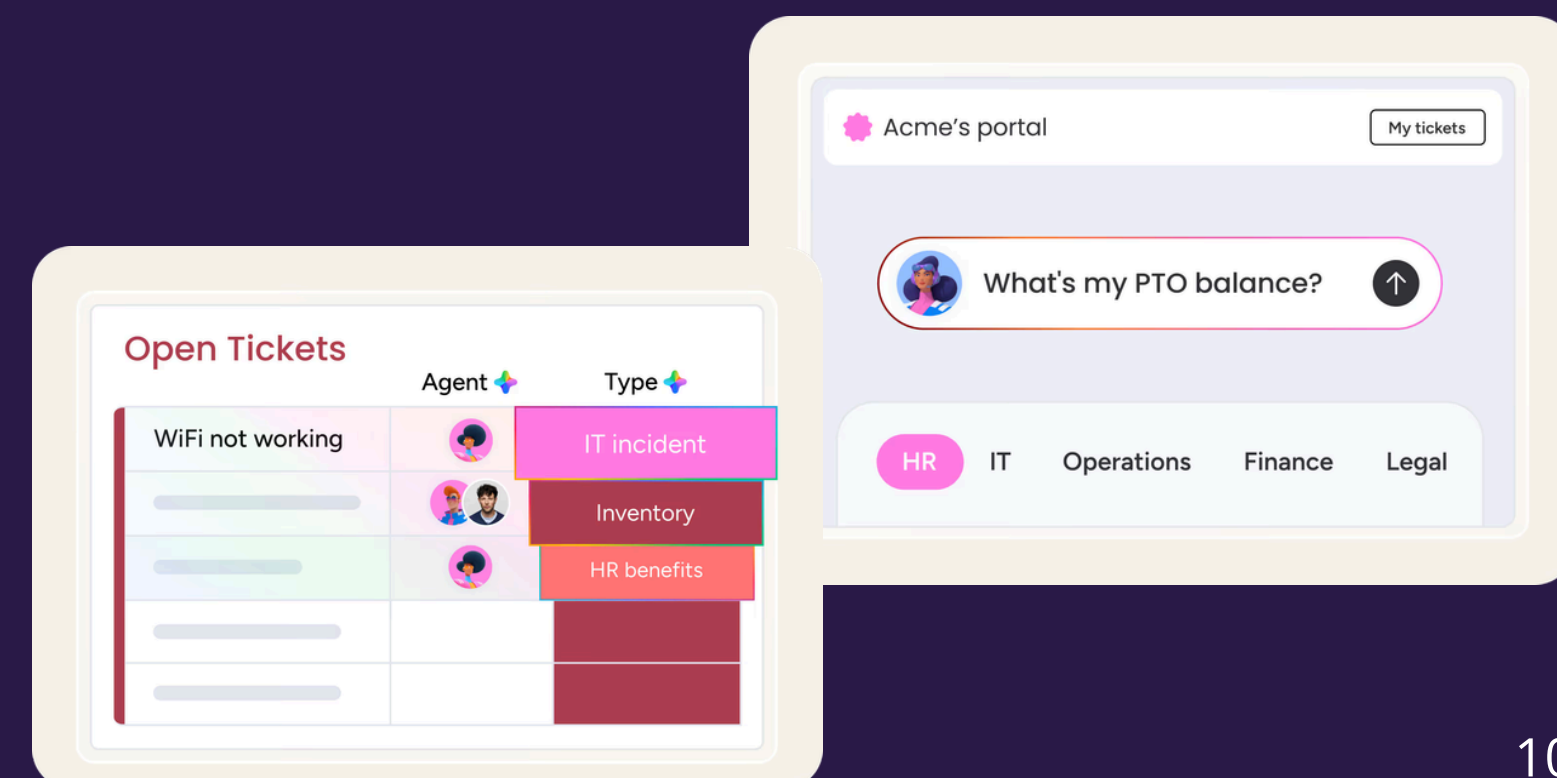 Acme's portal
My tickets
What's my PTO balance?
HR IT Operations Finance Legal
Open Tickets
Agent Type
WiFi not working IT incident
Inventory
HR benefits
10